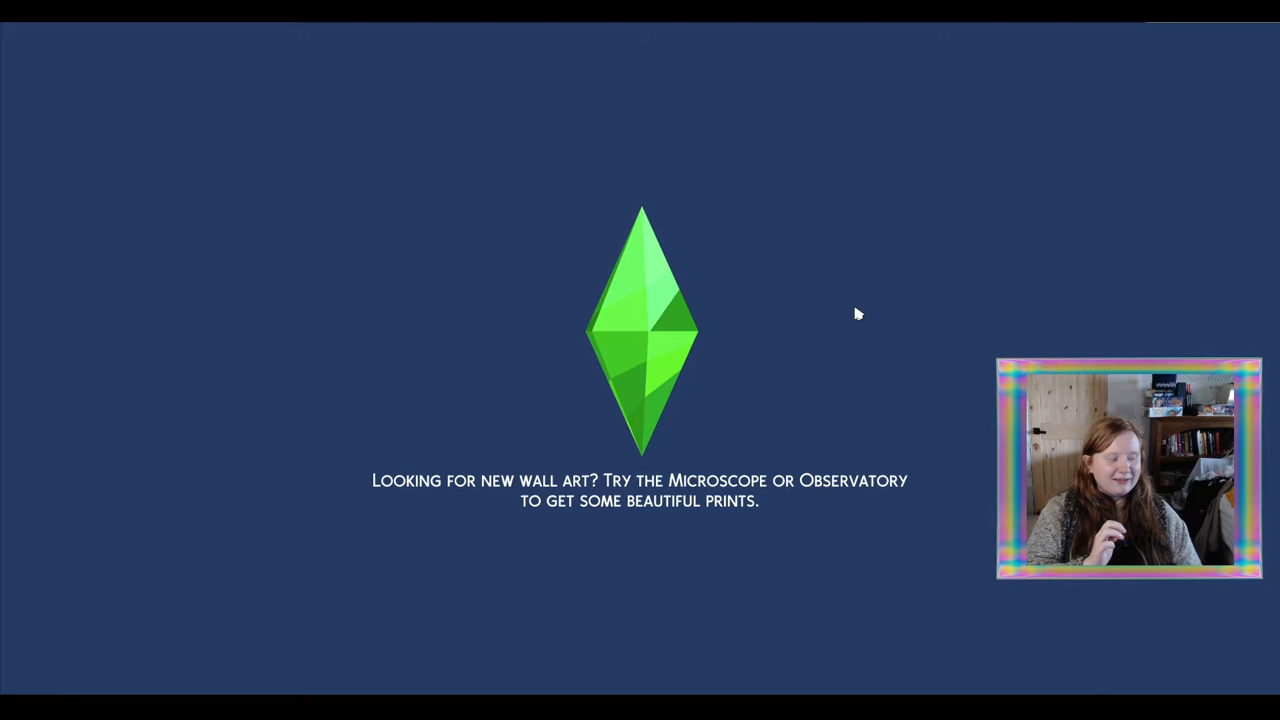 Looking for new wall art? Try the Microscope or Observatory
to get some beautiful prints.